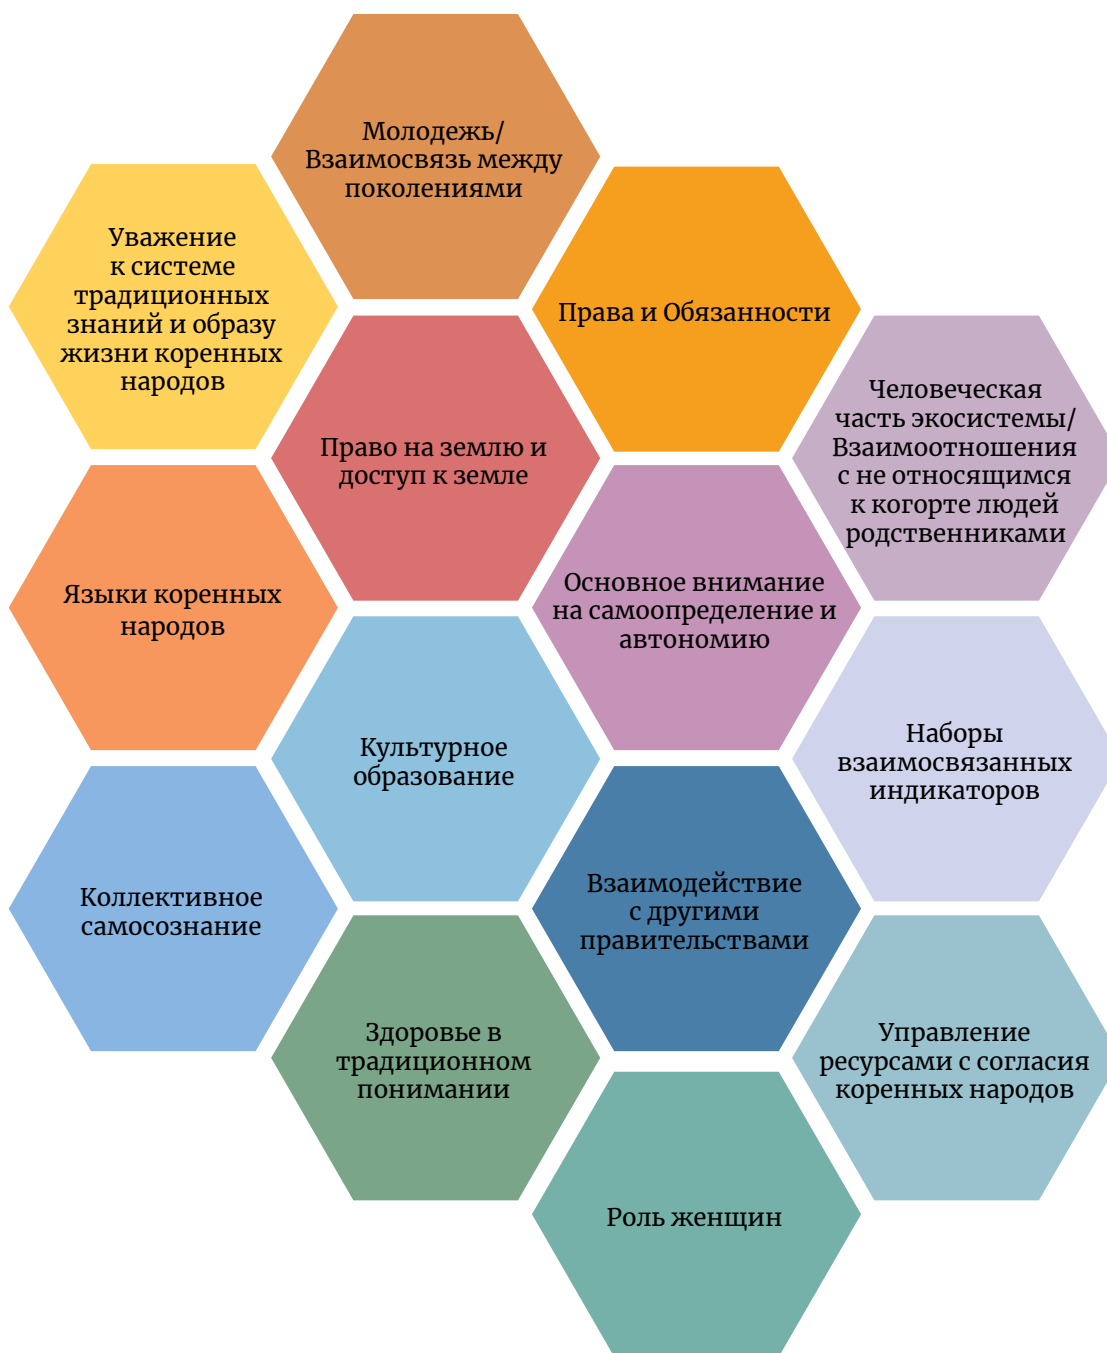 Молодежь/
Взаимосвязь между
поколениями
Уважение
к системе
традиционных
знаний и образу
жизни коренных
народов
Права и Обязанности
Право на землю и
доступ к земле
Человеческая
часть экосистемы/
Взаимоотношения
с не относящимся
к когорте людей
родственниками
Языки коренных
народов
Основное внимание
на самоопределение и
автономию
Культурное
образование
Наборы
взаимосвязанных
индикаторов
Коллективное
самосознание
Взаимодействие
с другими
правительствами
Здоровье в
традиционном
понимании
Управление
ресурсами с согласия
коренных народов
Роль женщин